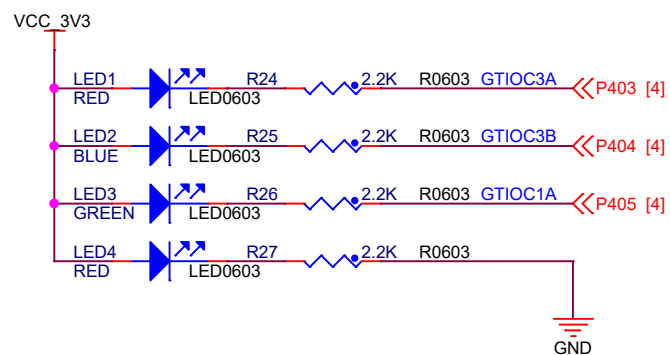 VCC_3V3
LED1 R24 2.2K R0603 GTIOC3A P403 [4]
RED LED0603
LED2 R25 2.2K R0603 GTIOC3B P404 [4]
BLUE LED0603
LED3 R26 2.2K R0603 GTIOC1A P405 [4]
GREEN LED0603
LED4 R27 2.2K R0603
RED LED0603
GND